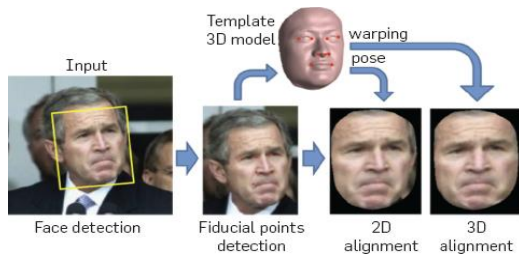 Template
3D model
warping
pose
Input
Face detection
Fiducial points
detection
2D
alignment
3D
alignment